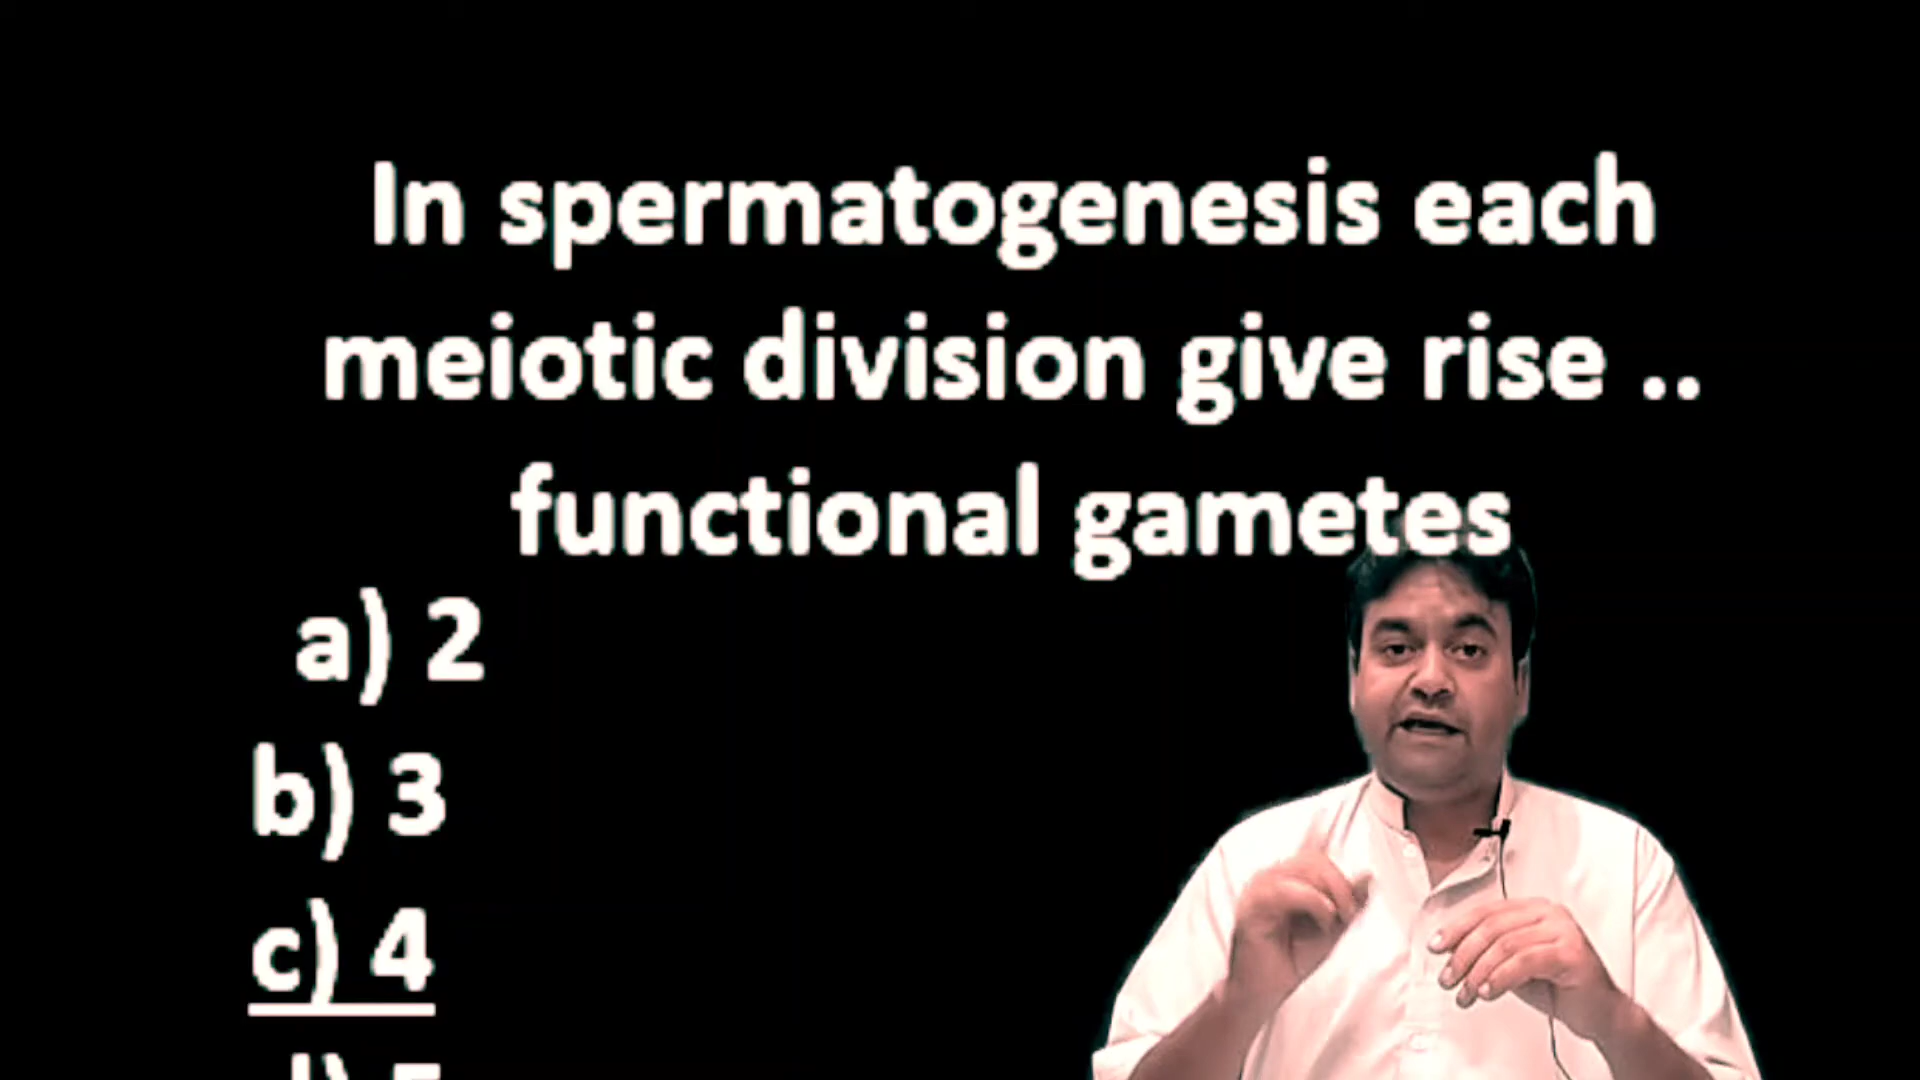 In spermatogenesis each
meiotic division give rise ..
functional gametes
a) 2
b) 3
c) 4